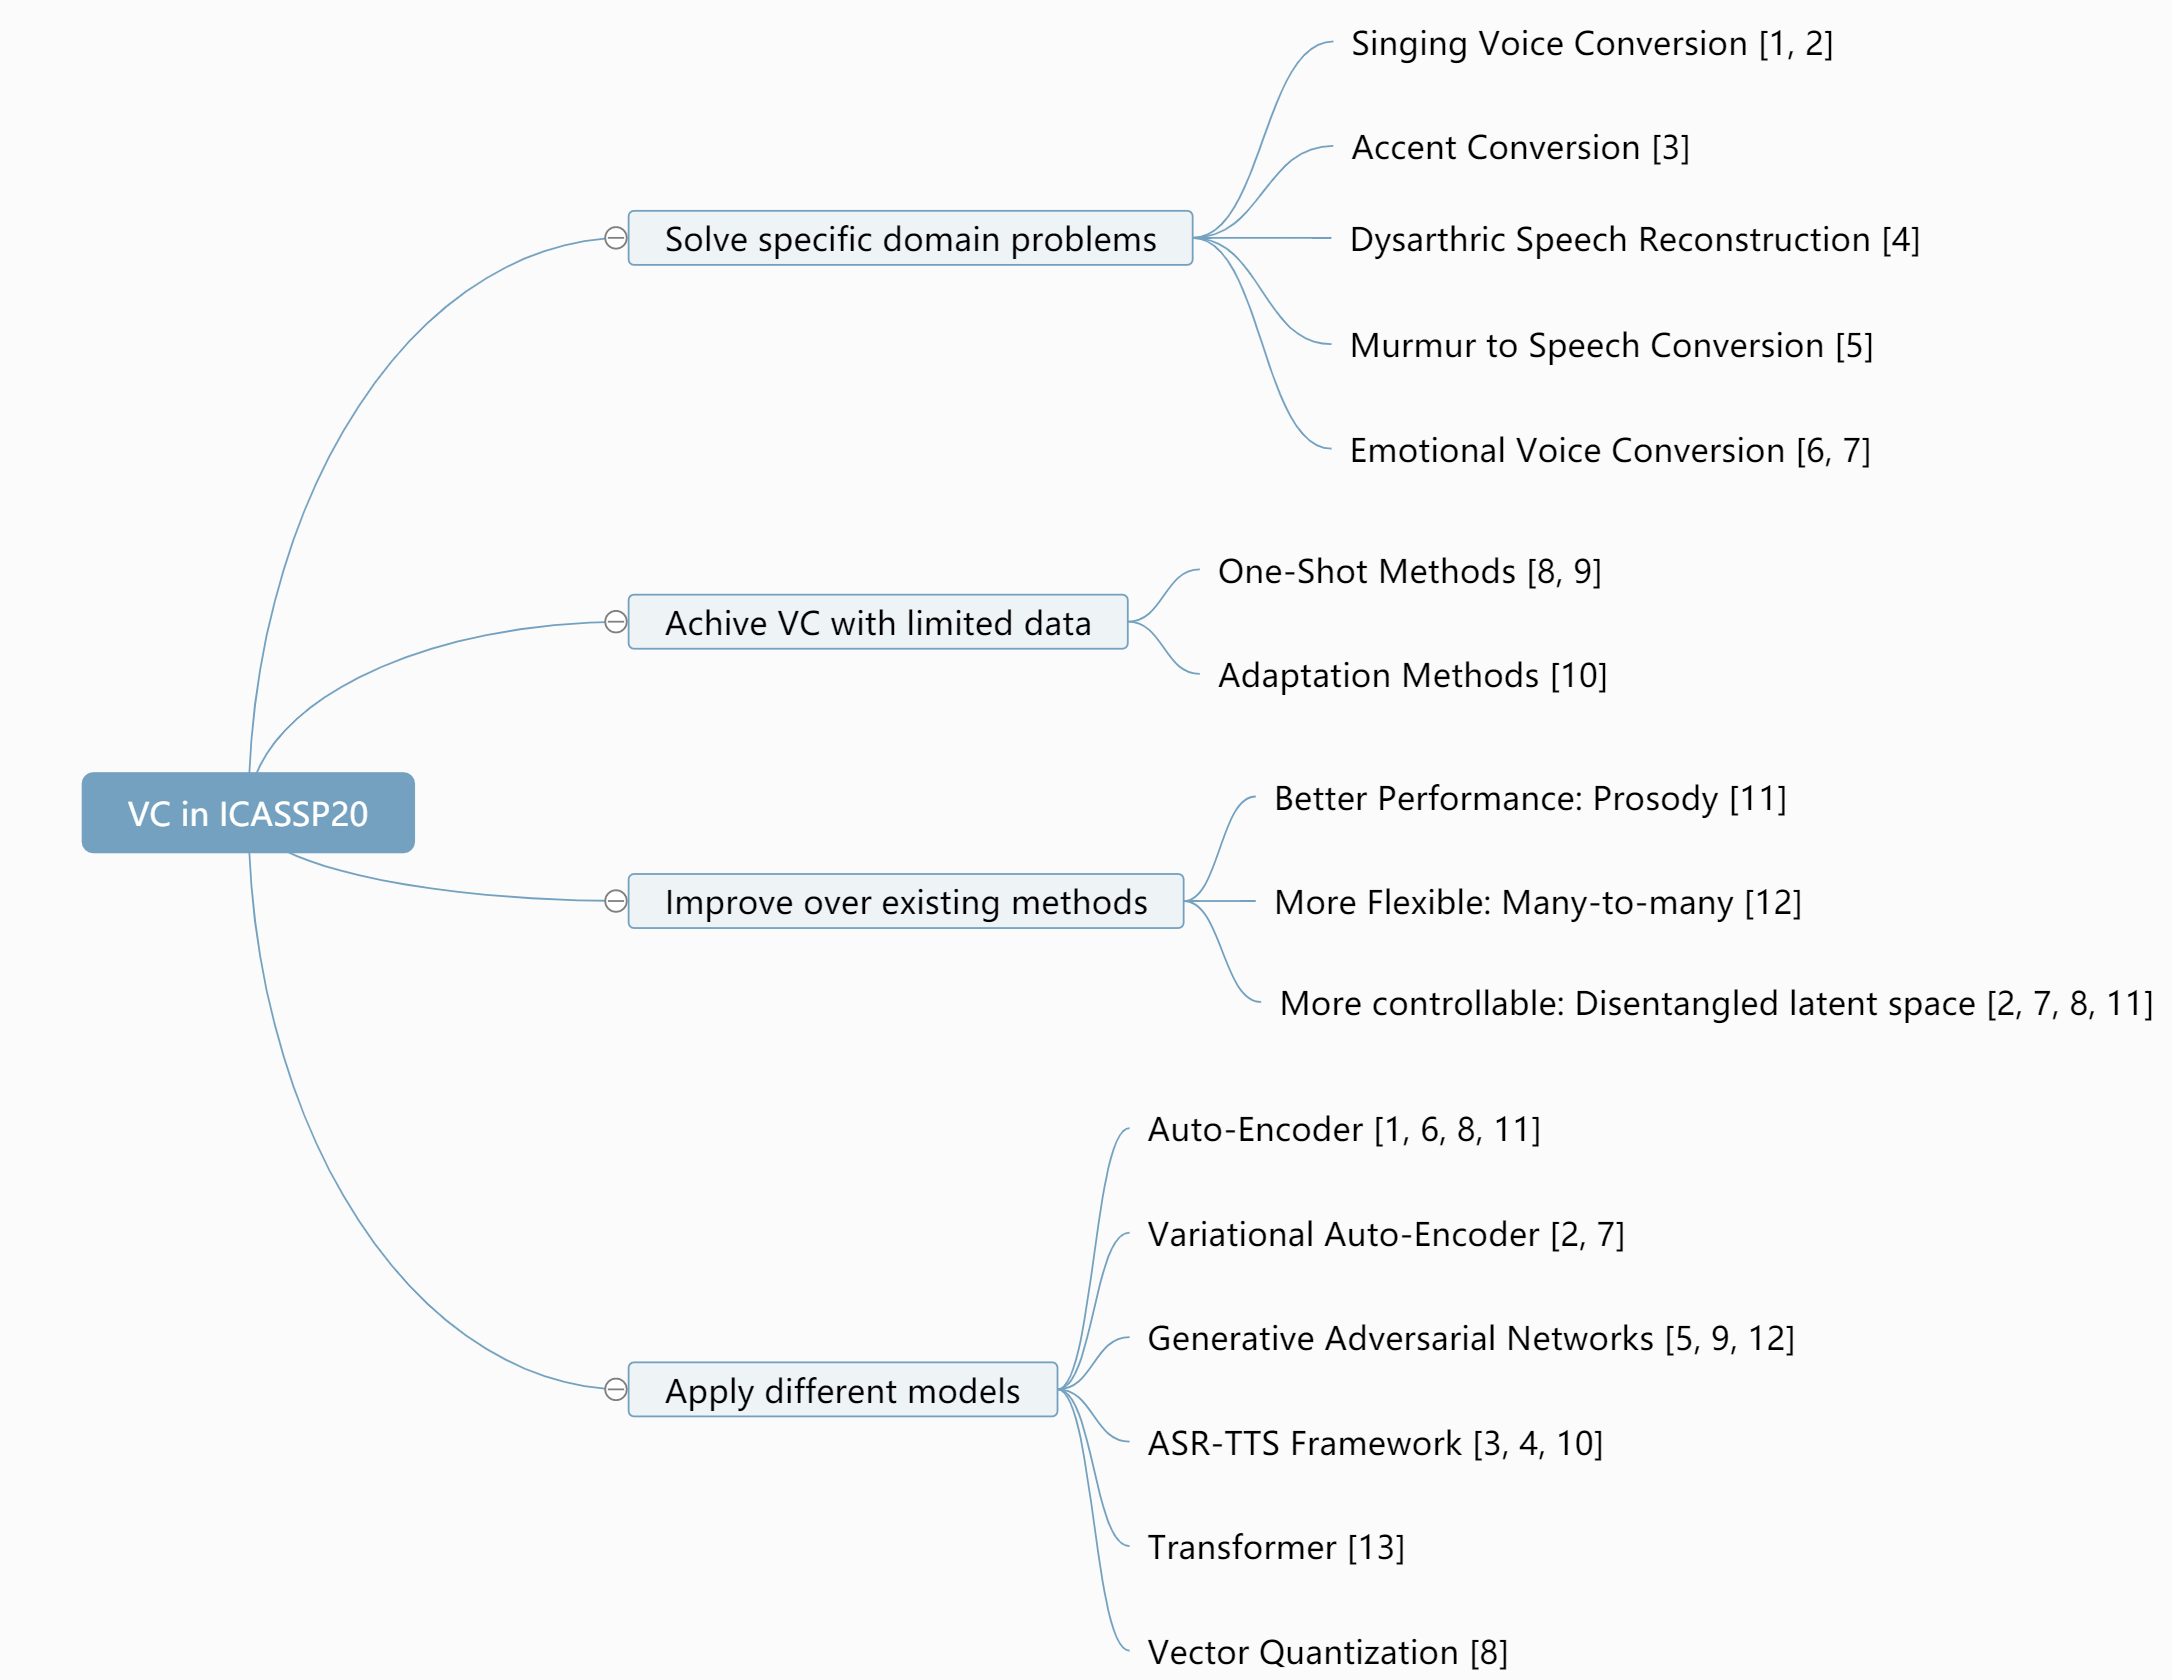 VC in ICASSP20
Solve specific domain problems
Singing Voice Conversion [1, 2]
Accent Conversion [3]
Dysarthric Speech Reconstruction [4]
Murmur to Speech Conversion [5]
Emotional Voice Conversion [6, 7]
Achive VC with limited data
One-Shot Methods [8, 9]
Adaptation Methods [10]
Improve over existing methods
Better Performance: Prosody [11]
More Flexible: Many-to-many [12]
More controllable: Disentangled latent space [2, 7, 8, 11]
Apply different models
Auto-Encoder [1, 6, 8, 11]
Variational Auto-Encoder [2, 7]
Generative Adversarial Networks [5, 9, 12]
ASR-TTS Framework [3, 4, 10]
Transformer [13]
Vector Quantization [8]